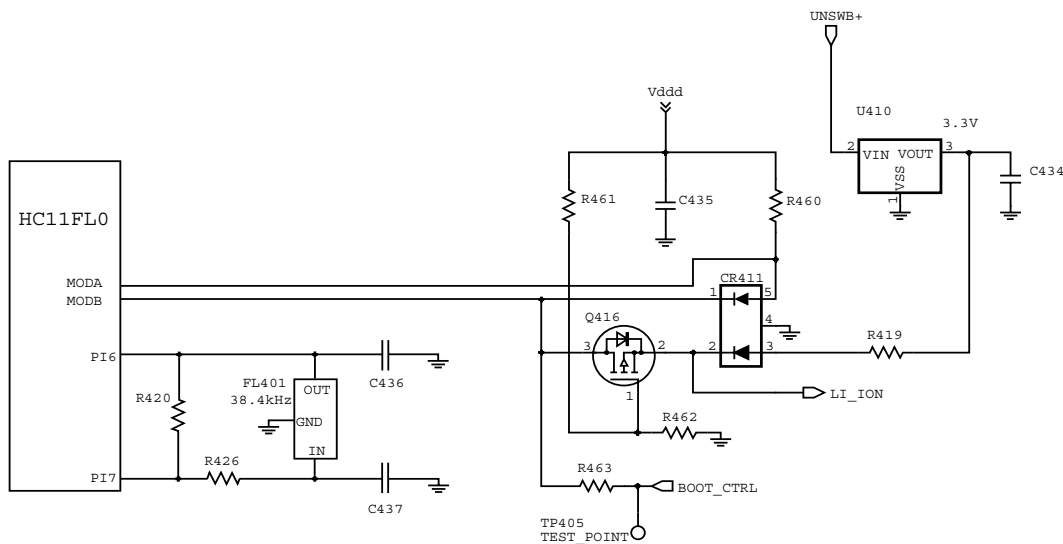 UNSWB+
Vddd
U410
3.3V
2
VIN
VOUT
3
VSS
1
C434
R461
C435
R460
HC11FL0
MODA
MODB
CR411
1
5
4
2
3
Q416
3
2
1
R419
LI_ION
PI6
C436
R420
FL401
38.4kHz
OUT
GND
IN
R462
PI7
R426
C437
R463
BOOT_CTRL
TP405
TEST_POINT